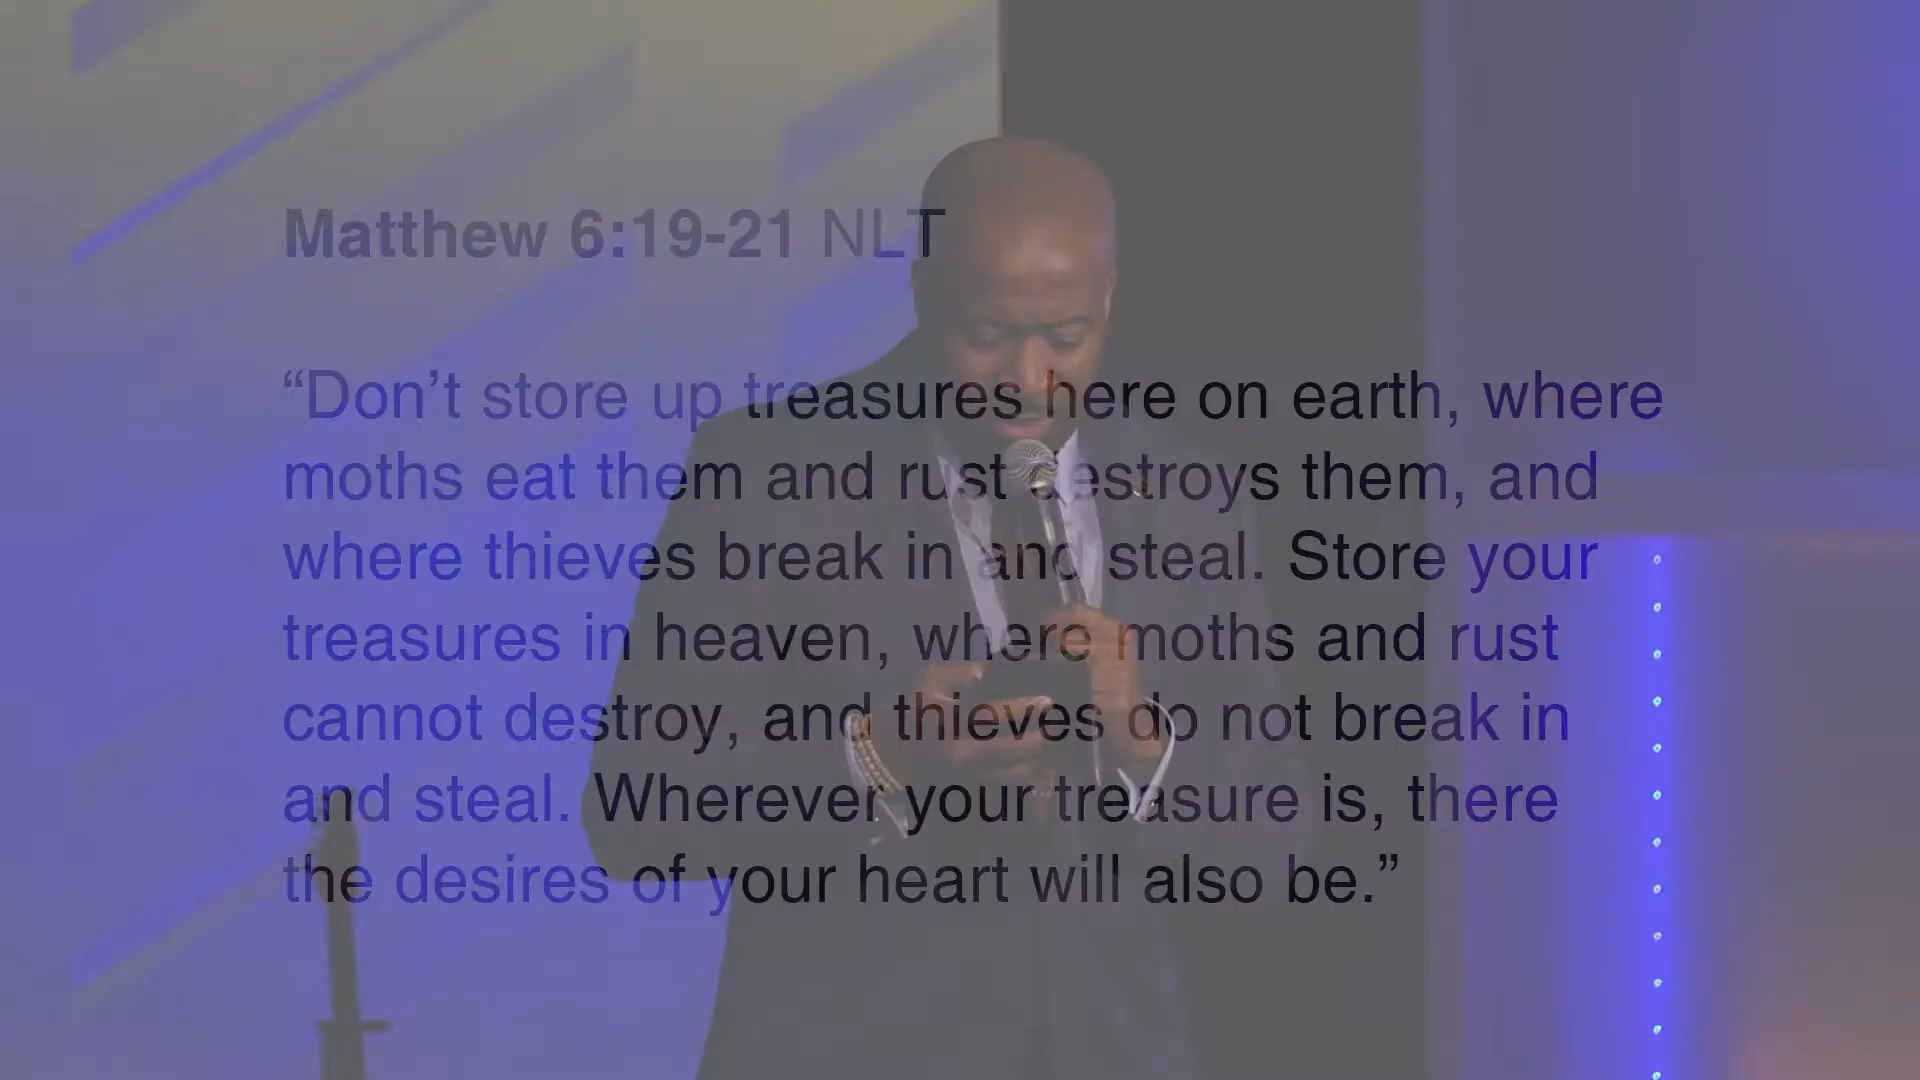 Matthew 6:19-21 NLT
“Don’t store up treasures here on earth, where
moths eat them and rust destroys them, and
where thieves break in and steal. Store your
treasures in heaven, where moths and rust
cannot destroy, and thieves do not break in
and steal. Wherever your treasure is, there
the desires of your heart will also be.”